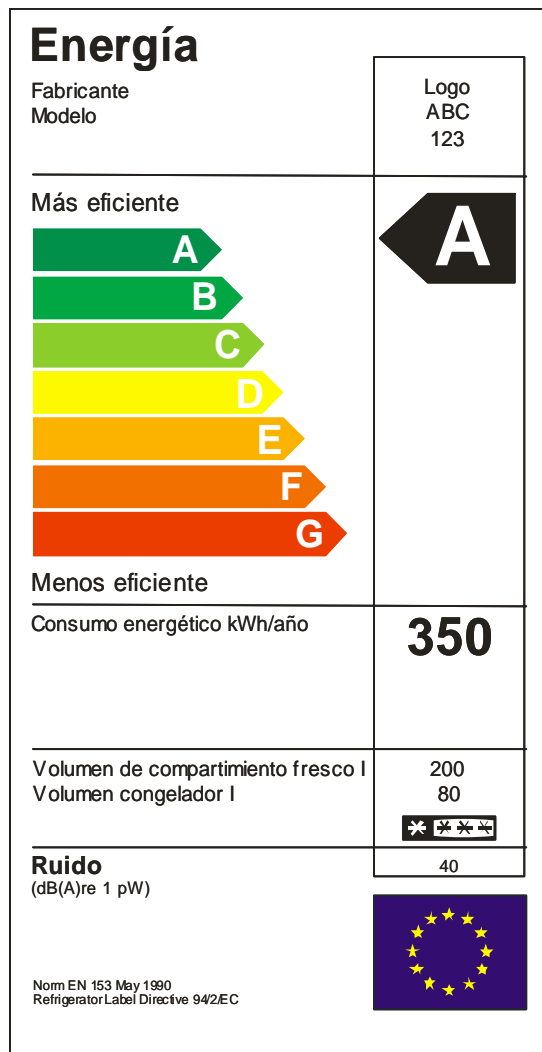 Energía
Fabricante
Modelo
Logo
ABC
123
Más eficiente
A
A
B
C
D
E
F
G
Menos eficiente
Consumo energético kWh/año
350
Volumen de compartimiento fresco l
200
Volumen congelador l
80
Ruido
40
(dB(A)re 1 pW)
Norm EN 153 May 1990
Refrigerator Label Directive 94/2/EC